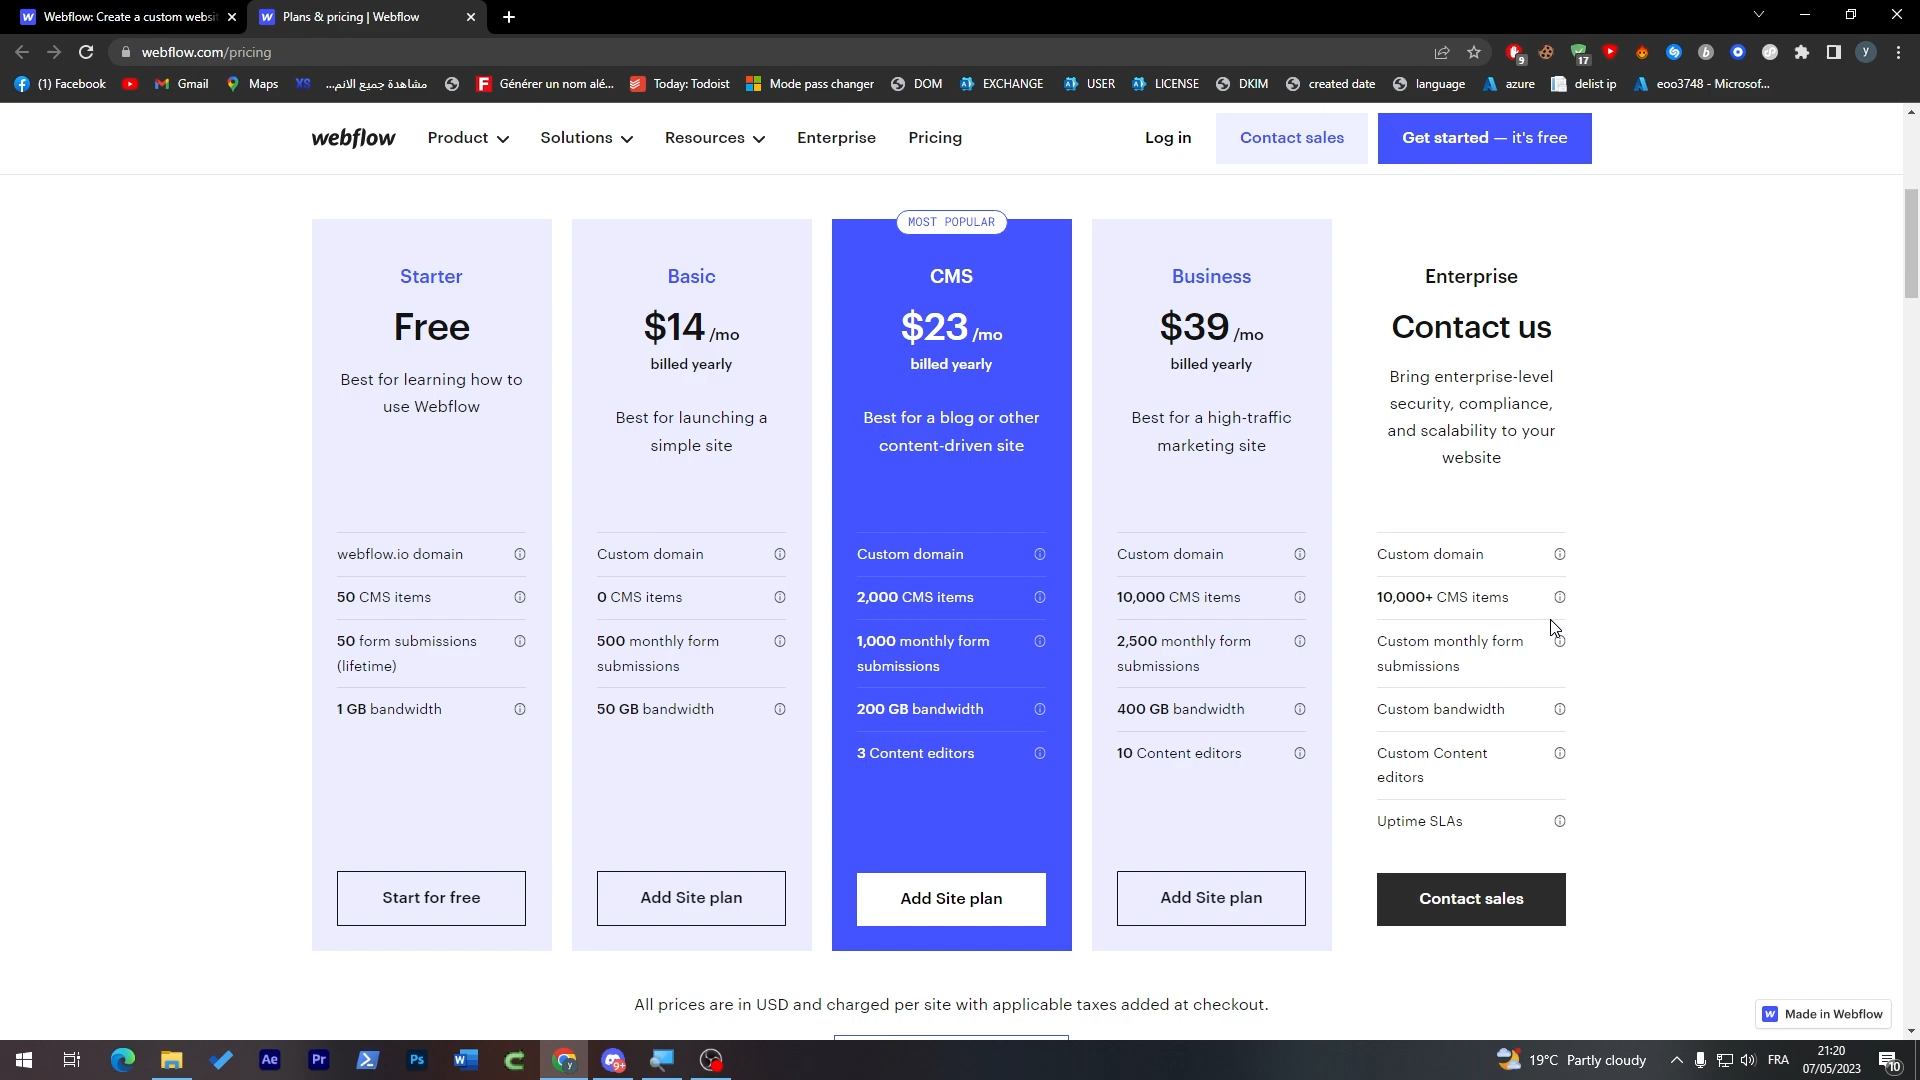 Webflow: Create a custom websi
Plans & pricing | Webflow
webflow.com/pricing
9
17
y
(1) Facebook
Gmail
Maps
XS
مشاهدة جميع الانم...
Générer un nom alé...
Today: Todoist
Mode pass changer
DOM
EXCHANGE
USER
LICENSE
DKIM
created date
language
azure
delist ip
eoo3748 - Microsof...
webflow
Product
Solutions
Resources
Enterprise
Pricing
Log in
Contact sales
Get started — it's free
Starter
Free
Best for learning how to
use Webflow
webflow.io domain
50 CMS items
50 form submissions
(lifetime)
1 GB bandwidth
Start for free
Basic
$14 /mo
billed yearly
Best for launching a
simple site
Custom domain
0 CMS items
500 monthly form
submissions
50 GB bandwidth
Add Site plan
MOST POPULAR
CMS
$23 /mo
billed yearly
Best for a blog or other
content-driven site
Custom domain
2,000 CMS items
1,000 monthly form
submissions
200 GB bandwidth
3 Content editors
Add Site plan
Business
$39 /mo
billed yearly
Best for a high-traffic
marketing site
Custom domain
10,000 CMS items
2,500 monthly form
submissions
400 GB bandwidth
10 Content editors
Add Site plan
Enterprise
Contact us
Bring enterprise-level
security, compliance,
and scalability to your
website
Custom domain
10,000+ CMS items
Custom monthly form
submissions
Custom bandwidth
Custom Content
editors
Uptime SLAs
Contact sales
All prices are in USD and charged per site with applicable taxes added at checkout.
Made in Webflow
Ae
Pr
Ps
19°C Partly cloudy
FRA
21:20
07/05/2023
10